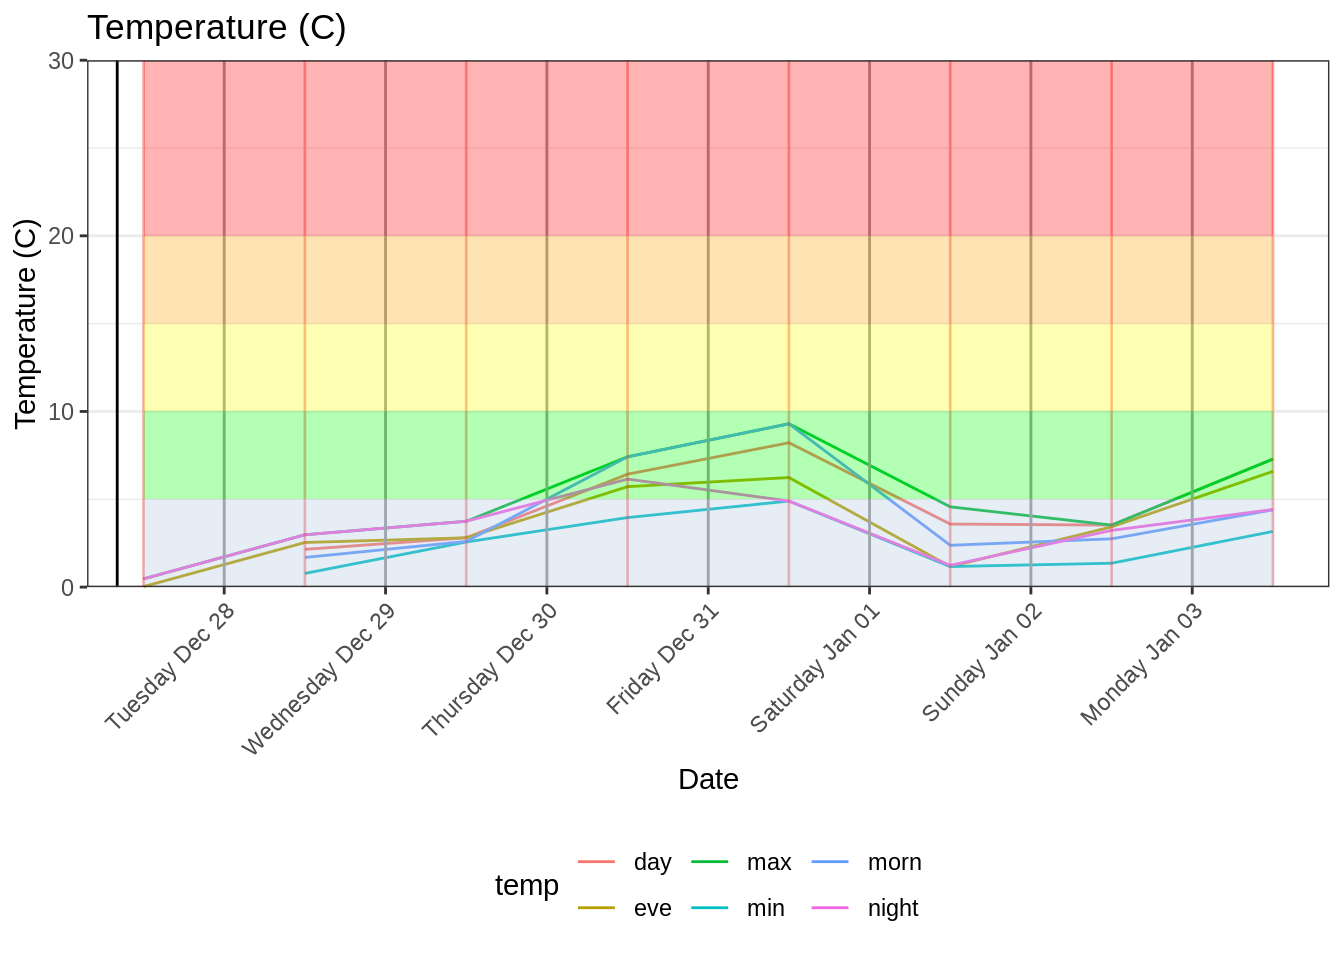 Temperature (C)
Temperature (C)
30
20
10
0
Tuesday Dec 28
Wednesday Dec 29
Thursday Dec 30
Friday Dec 31
Saturday Jan 01
Sunday Jan 02
Monday Jan 03
Date
temp
day max morn
eve min night